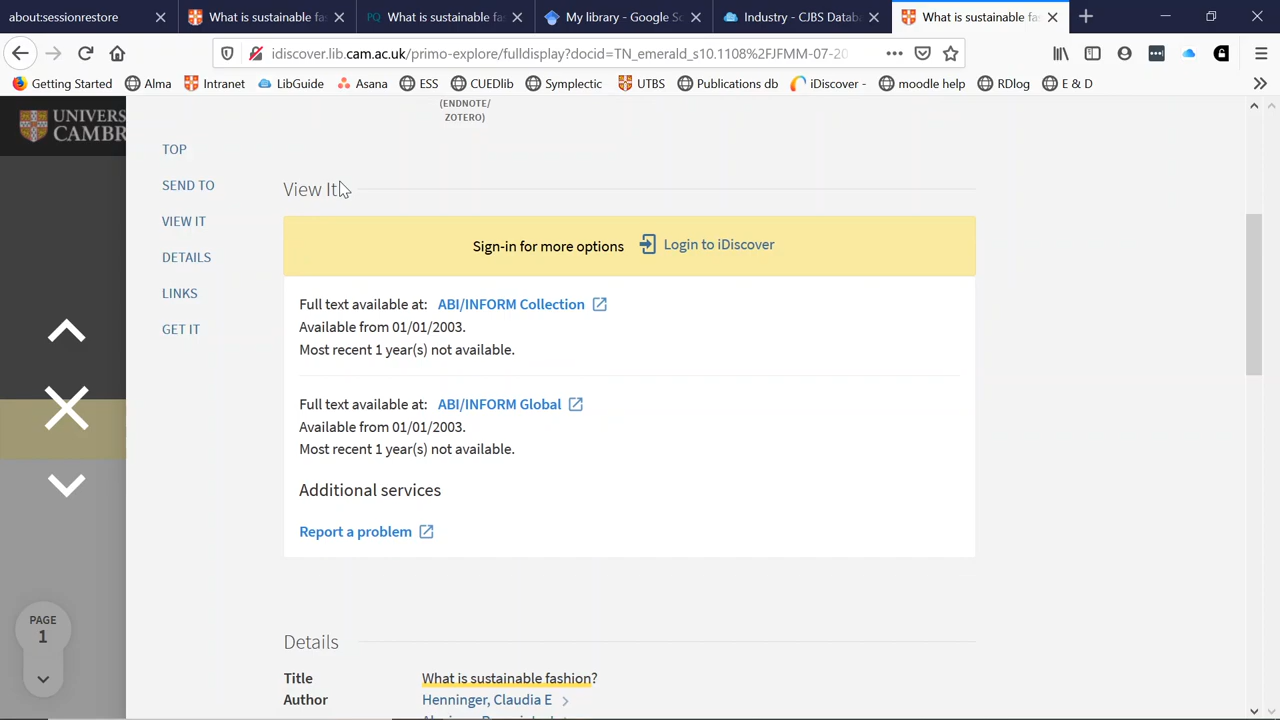 about:sessionrestore
What is sustainable fa
What is sustainable fa
My library - Google Sc
Industry - CJBS Datab
What is sustainable fa
idiscover.lib.cam.ac.uk/primo-explore/fulldisplay?docid=TN_emerald_s10.1108%2FJFMM-07-20
Getting Started
Alma
Intranet
LibGuide
Asana
ESS
CUEDlib
Symplectic
UTBS
Publications db
iDiscover -
moodle help
RDlog
E & D
UNIVERS
CAMBR
(ENDNOTE/
ZOTERO)
TOP
SEND TO
VIEW IT
DETAILS
LINKS
GET IT
View It
Sign-in for more options
Login to iDiscover
Full text available at: ABI/INFORM Collection
Available from 01/01/2003.
Most recent 1 year(s) not available.
Full text available at: ABI/INFORM Global
Available from 01/01/2003.
Most recent 1 year(s) not available.
Additional services
Report a problem
PAGE
1
Details
Title What is sustainable fashion?
Author Henninger, Claudia E